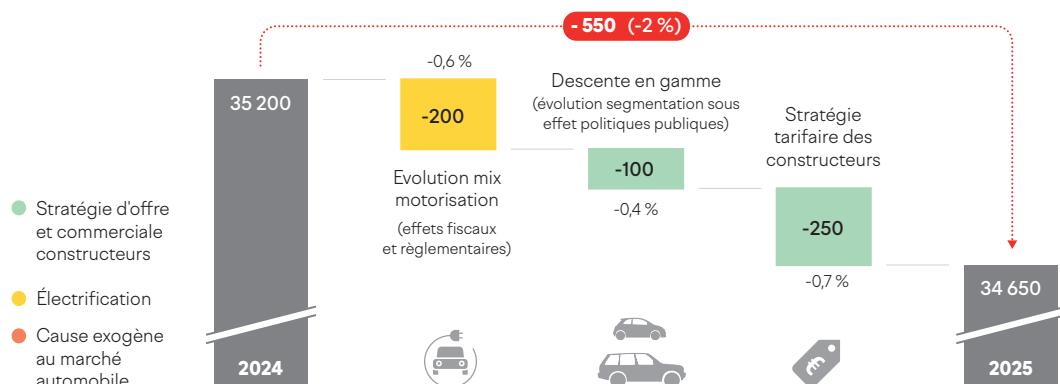 - 550 (-2 %)
35 200
-0,6 %
-200
Evolution mix
motorisation
(effets fiscaux
et règlementaires)
Descente en gamme
(évolution segmentation sous
effet politiques publiques)
-100
-0,4 %
Stratégie
tarifaire des
constructeurs
-250
-0,7 %
34 650
Stratégie d'offre
et commerciale
constructeurs
Électrification
Cause exogène
au marché
automobile
2024
€
2025